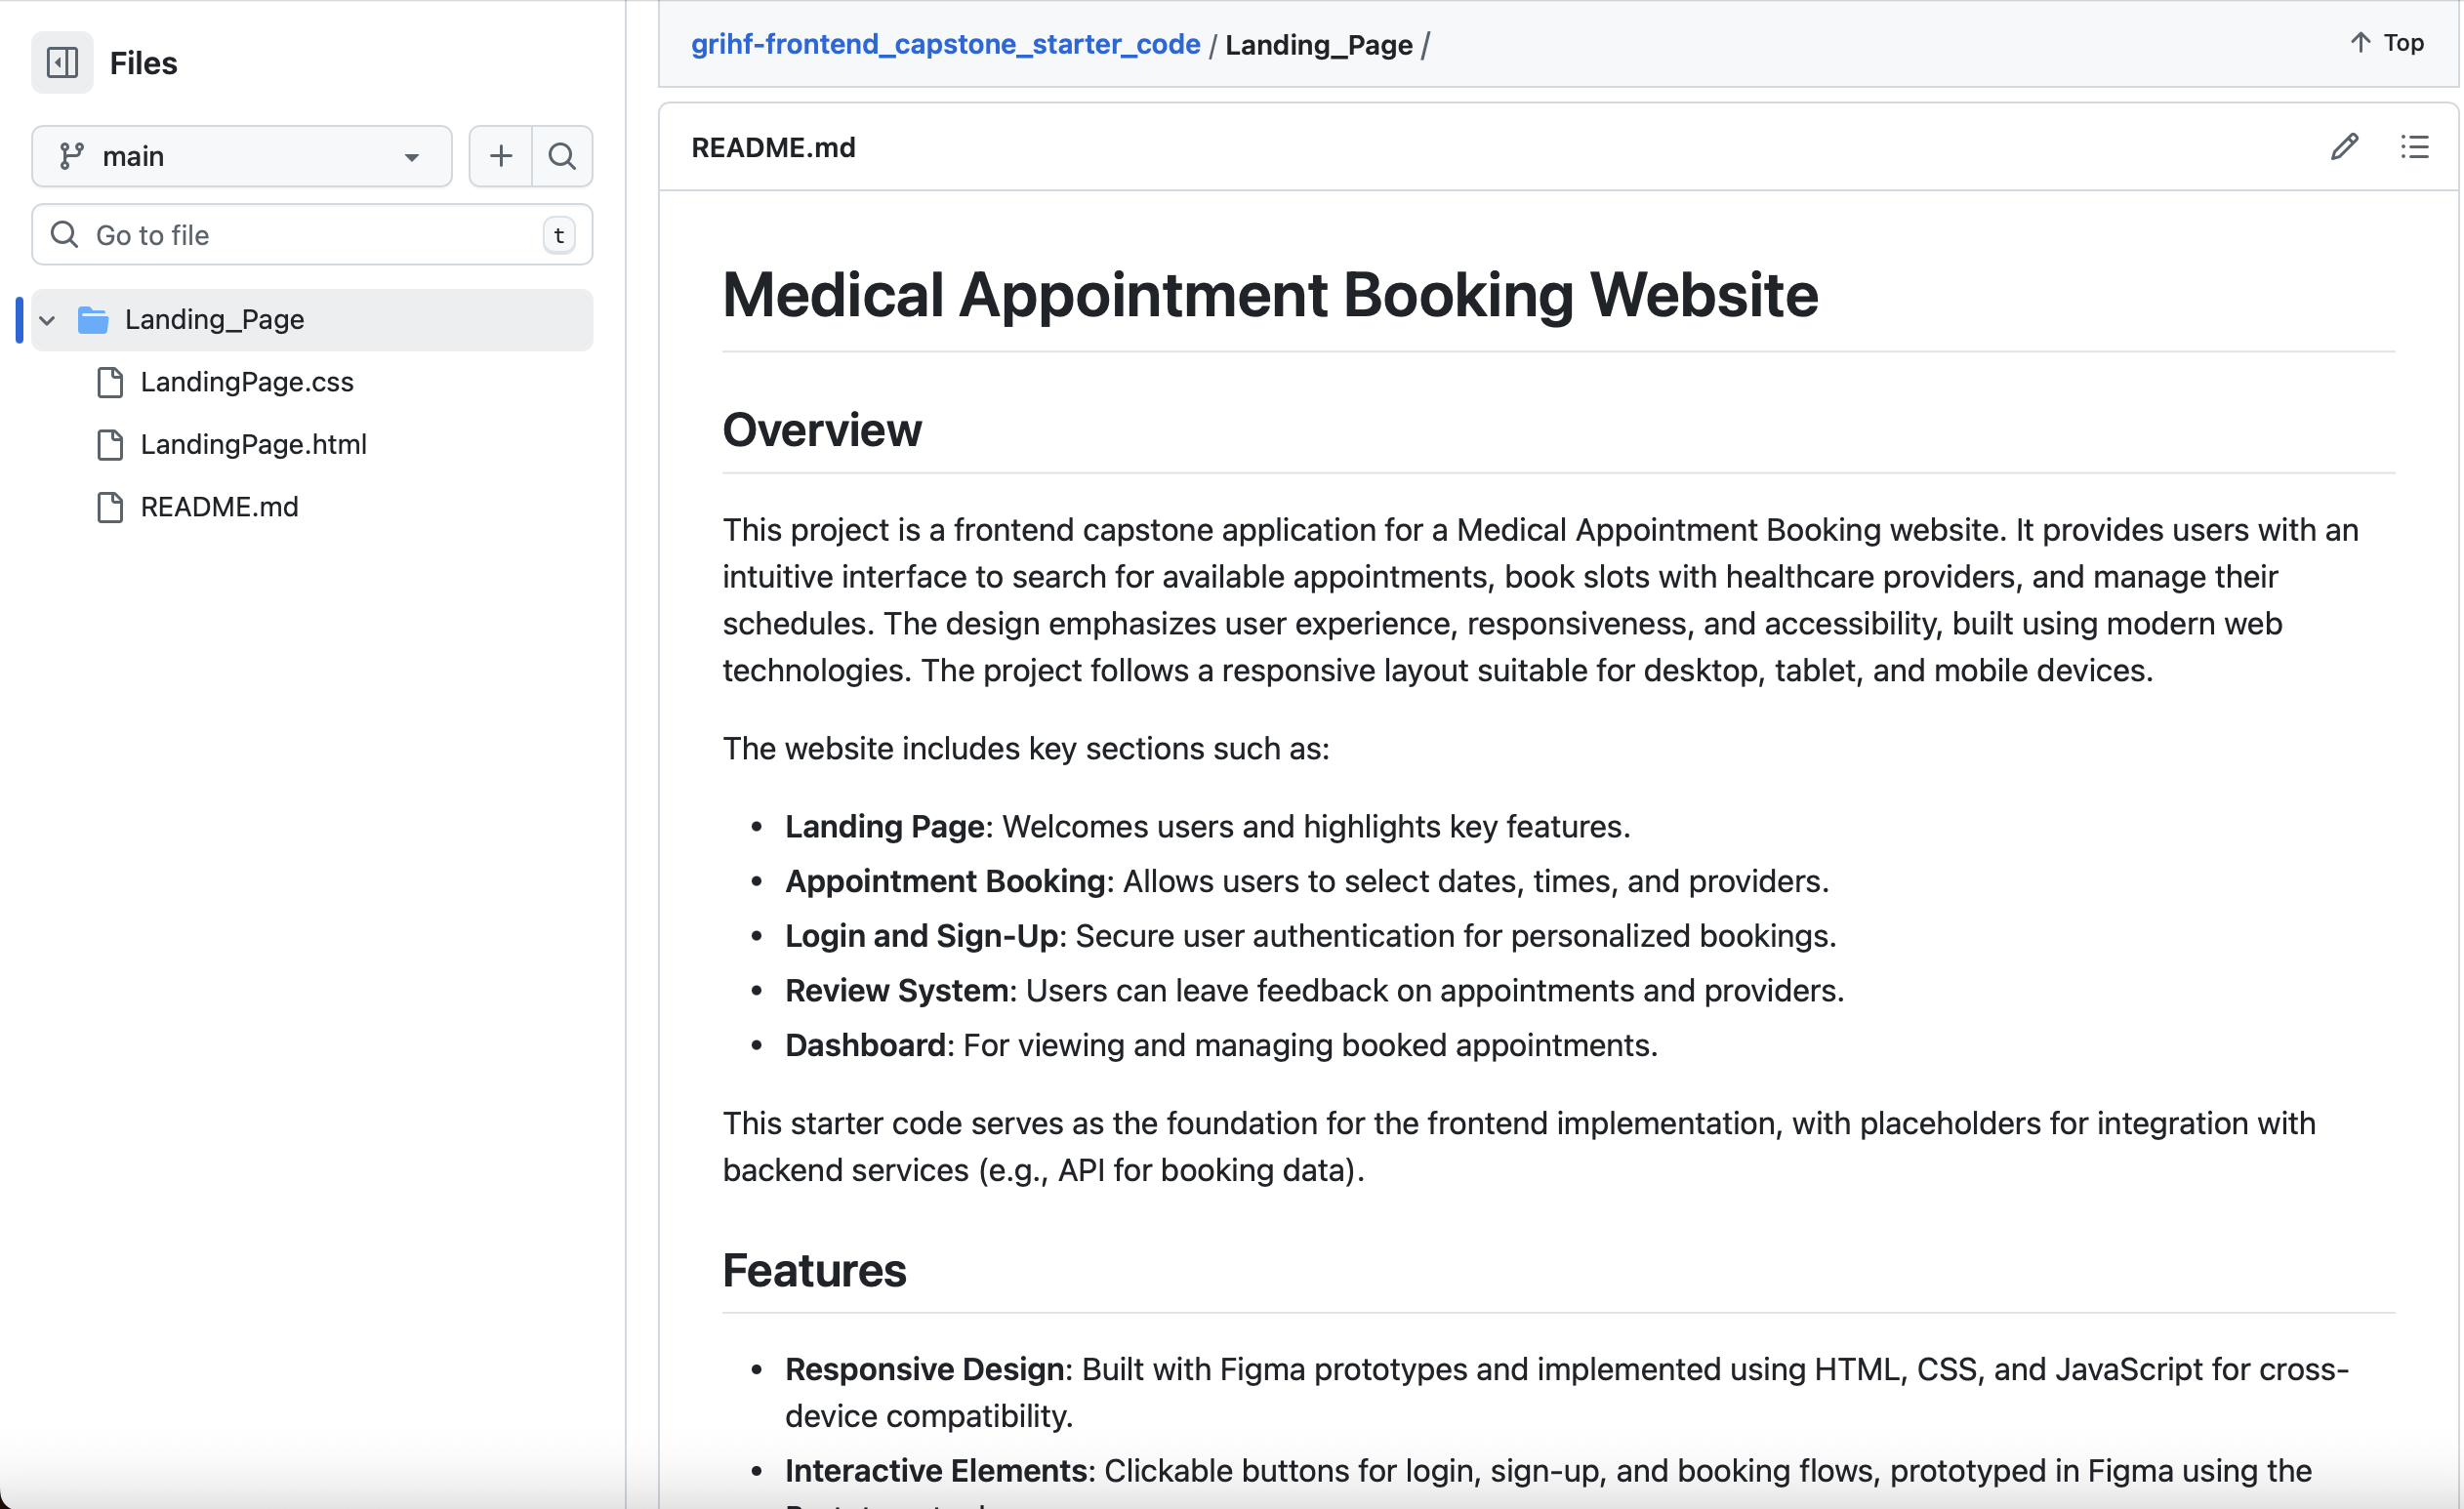 Files
main
Go to file
t
Landing_Page
LandingPage.css
LandingPage.html
README.md
grihf-frontend_capstone_starter_code / Landing_Page /
Top
README.md
Medical Appointment Booking Website
Overview
This project is a frontend capstone application for a Medical Appointment Booking website. It provides users with an
intuitive interface to search for available appointments, book slots with healthcare providers, and manage their
schedules. The design emphasizes user experience, responsiveness, and accessibility, built using modern web
technologies. The project follows a responsive layout suitable for desktop, tablet, and mobile devices.
The website includes key sections such as:
• Landing Page: Welcomes users and highlights key features.
• Appointment Booking: Allows users to select dates, times, and providers.
• Login and Sign-Up: Secure user authentication for personalized bookings.
• Review System: Users can leave feedback on appointments and providers.
• Dashboard: For viewing and managing booked appointments.
This starter code serves as the foundation for the frontend implementation, with placeholders for integration with
backend services (e.g., API for booking data).
Features
• Responsive Design: Built with Figma prototypes and implemented using HTML, CSS, and JavaScript for cross-
device compatibility.
• Interactive Elements: Clickable buttons for login, sign-up, and booking flows, prototyped in Figma using the